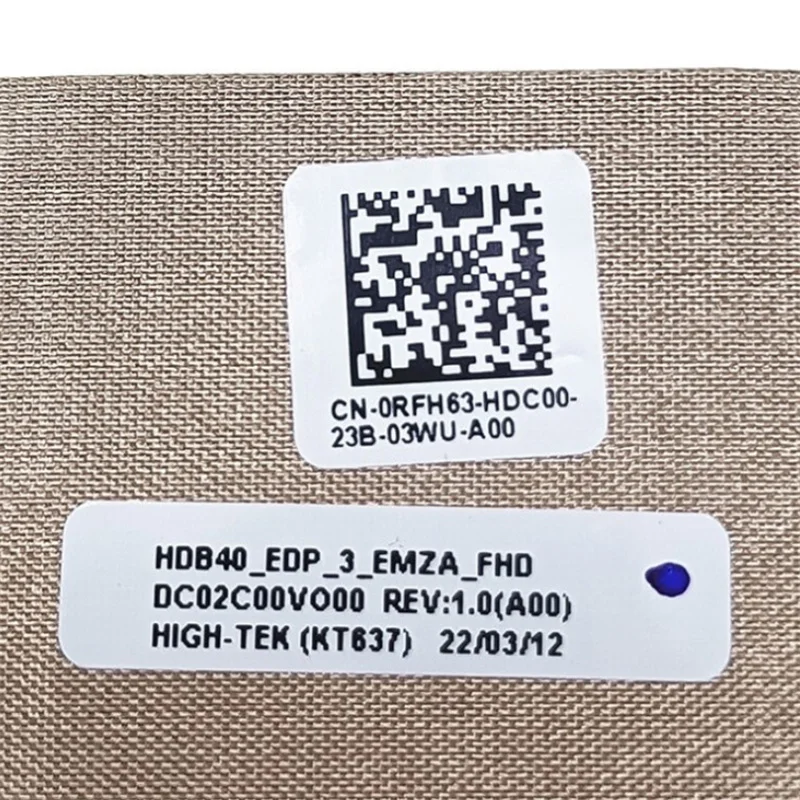 CN-0RFH63-HDC00-
23B-03WU-A00
HDB40_EDP_3_EMZA_FHD
DC02C00VO00 REV:1.0(A00)
HIGH-TEK (KT637) 22/03/12